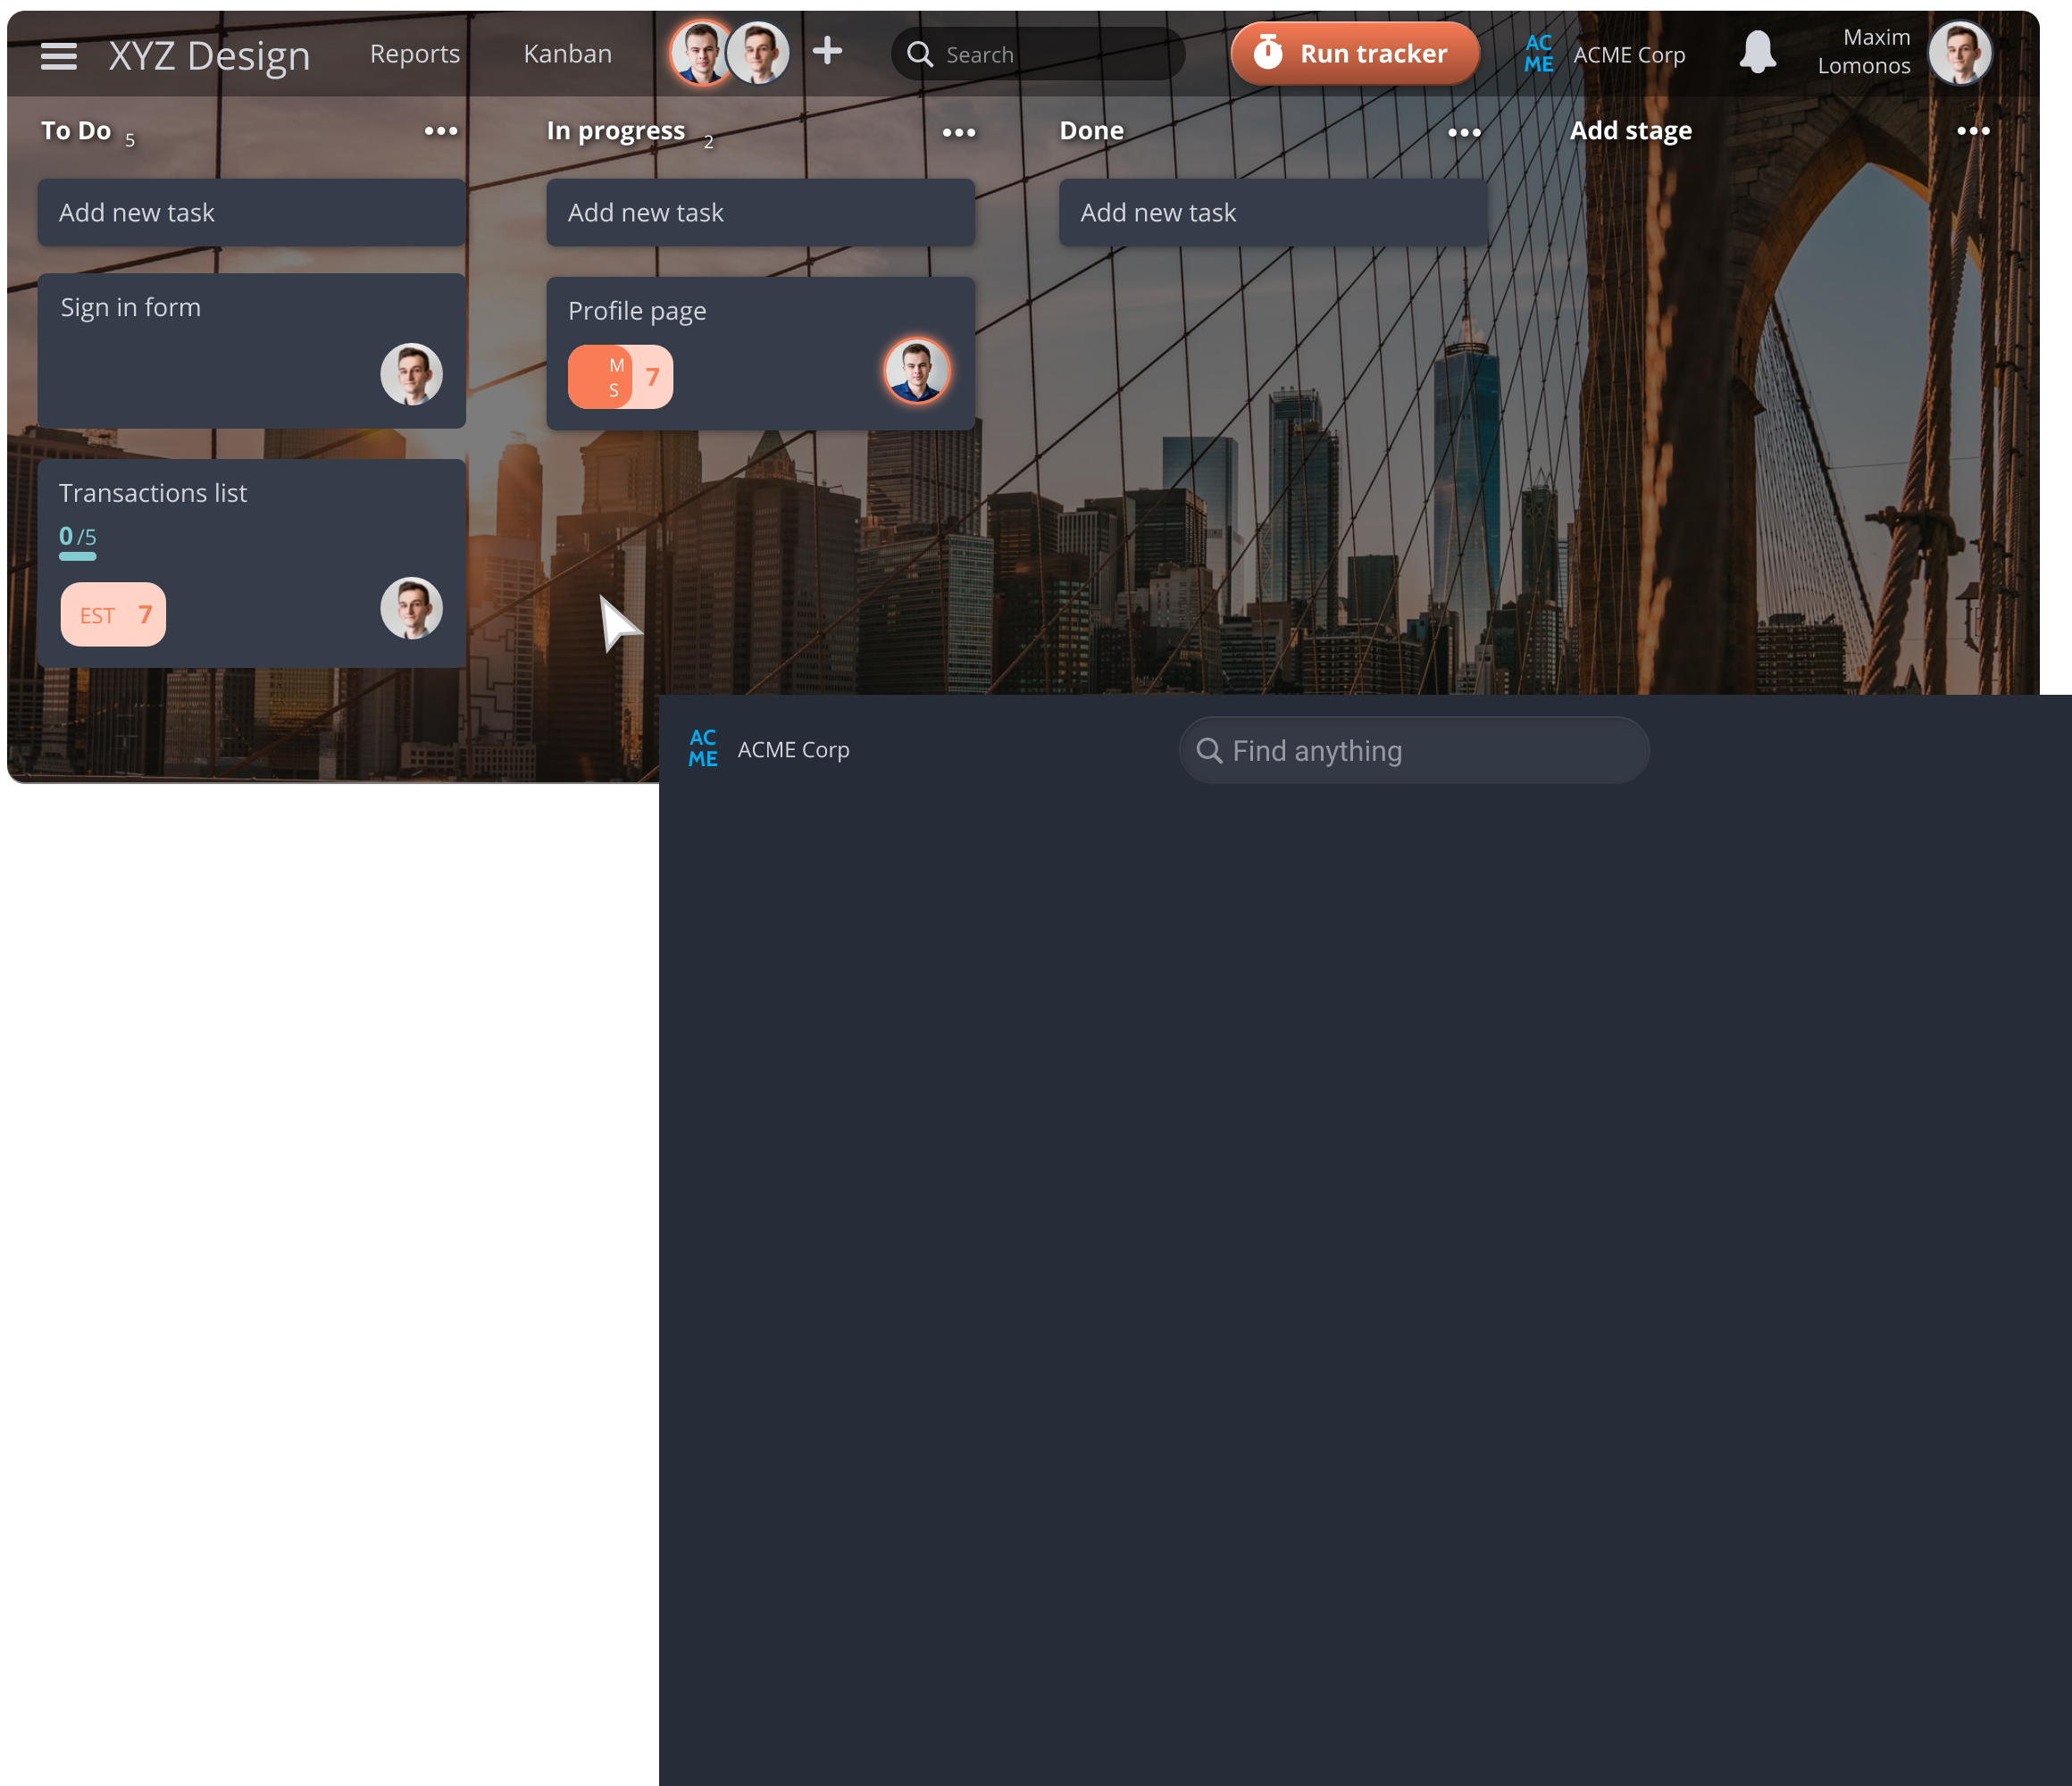 XYZ Design
Reports
Kanban
Search
Run tracker
AC
ME
ACME Corp
Maxim
Lomonos
To Do 5
In progress 2
Done
Add stage
Add new task
Add new task
Add new task
Sign in form
Profile page
M
S
7
Transactions list
0/5
EST 7
AC
ME
ACME Corp
Find anything